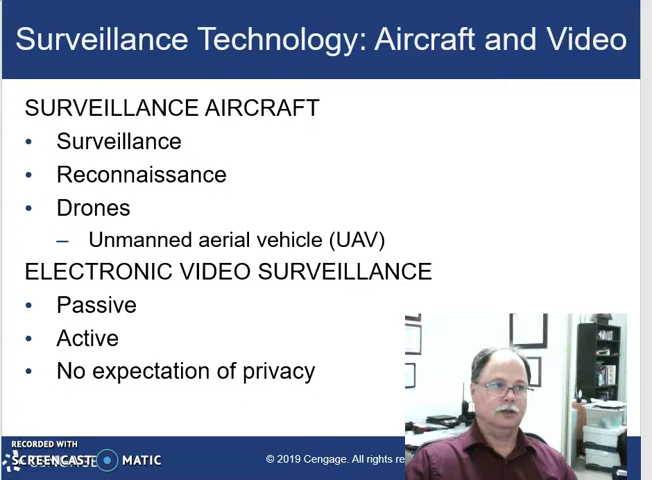 Surveillance Technology: Aircraft and Video
SURVEILLANCE AIRCRAFT
• Surveillance
• Reconnaissance
• Drones
– Unmanned aerial vehicle (UAV)
ELECTRONIC VIDEO SURVEILLANCE
• Passive
• Active
• No expectation of privacy
RECORDED WITH
SCREENCAST MATIC
© 2019 Cengage. All rights re